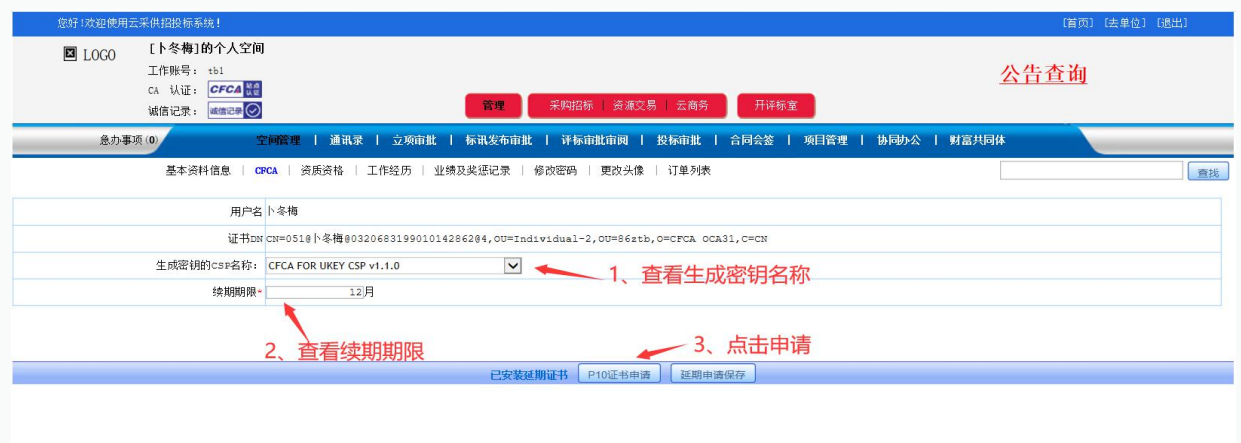 您好!欢迎使用云采供招投标系统! [首页] [去单位] [退出]
LOGO [卜冬梅]的个人空间
工作账号: tb1
公告查询
CA 认证: CFCA 站点认证
诚信记录: 诚信记录
管理 采购招标 | 资源交易 | 云商务 开评标室
急办事项(0) 空间管理 | 通讯录 | 立项审批 | 标讯发布审批 | 评标审批审阅 | 投标审批 | 合同会签 | 项目管理 | 协同办公 | 财富共同体
基本资料信息 | CFCA | 资质资格 | 工作经历 | 业绩及奖惩记录 | 修改密码 | 更改头像 | 订单列表 查找
用户名 卜冬梅
证书DN CN=051@卜冬梅@032068319901014286204,OU=Individual-2,OU=86ztb,O=CFCA OCA31,C=CN
生成密钥的CSP名称: CFCA FOR UKEY CSP v1.1.0
1、查看生成密钥名称
续期期限* 12月
2、查看续期期限
3、点击申请
已安装延期证书 P10证书申请 延期申请保存